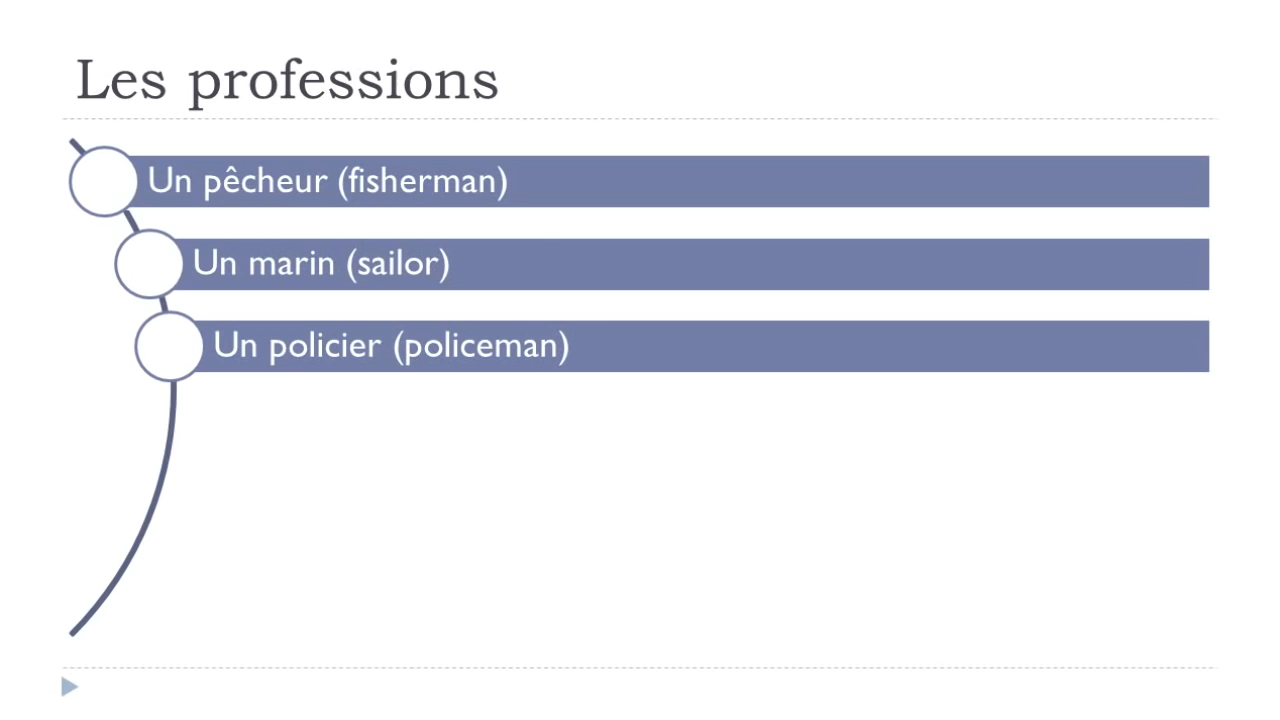 Les professions
Un pêcheur (fisherman)
Un marin (sailor)
Un policier (policeman)